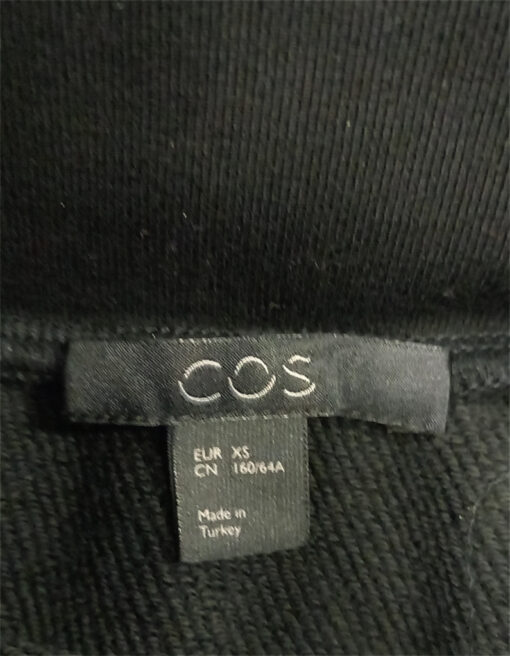 COS
EUR XS
CN 160/64A
Made in
Turkey